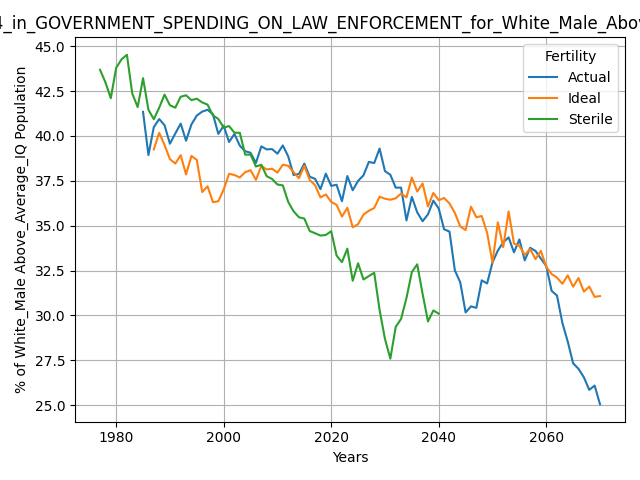 _in_GOVERNMENT_SPENDING_ON_LAW_ENFORCEMENT_for_White_Male_Abov
Fertility
Actual
Ideal
Sterile
% of White_Male Above_Average_IQ Population
45.0
42.5
40.0
37.5
35.0
32.5
30.0
27.5
25.0
1980
2000
2020
2040
2060
Years